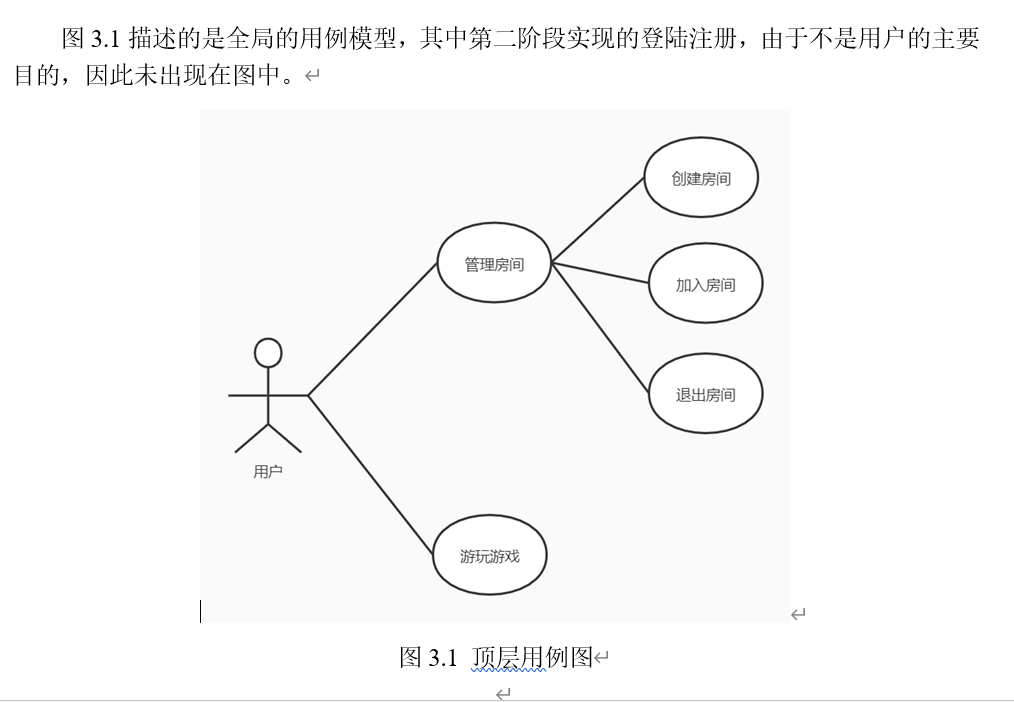 图 3.1 描述的是全局的用例模型，其中第二阶段实现的登陆注册，由于不是用户的主要
目的，因此未出现在图中。
创建房间
管理房间
加入房间
退出房间
用户
游玩游戏
图 3.1 顶层用例图